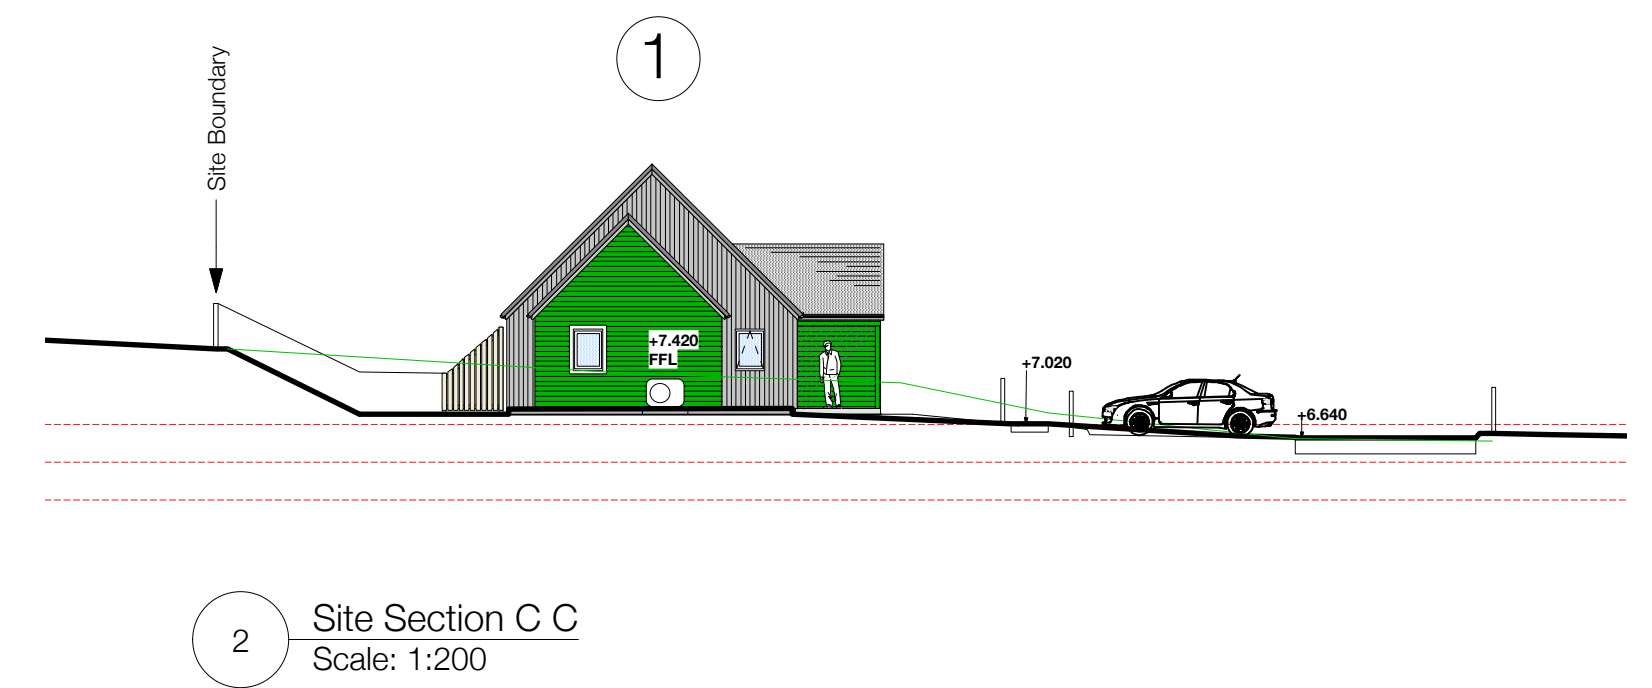 1
Site Boundary
+7.420
FFL
+7.020
+6.640
2
Site Section C C
Scale: 1:200